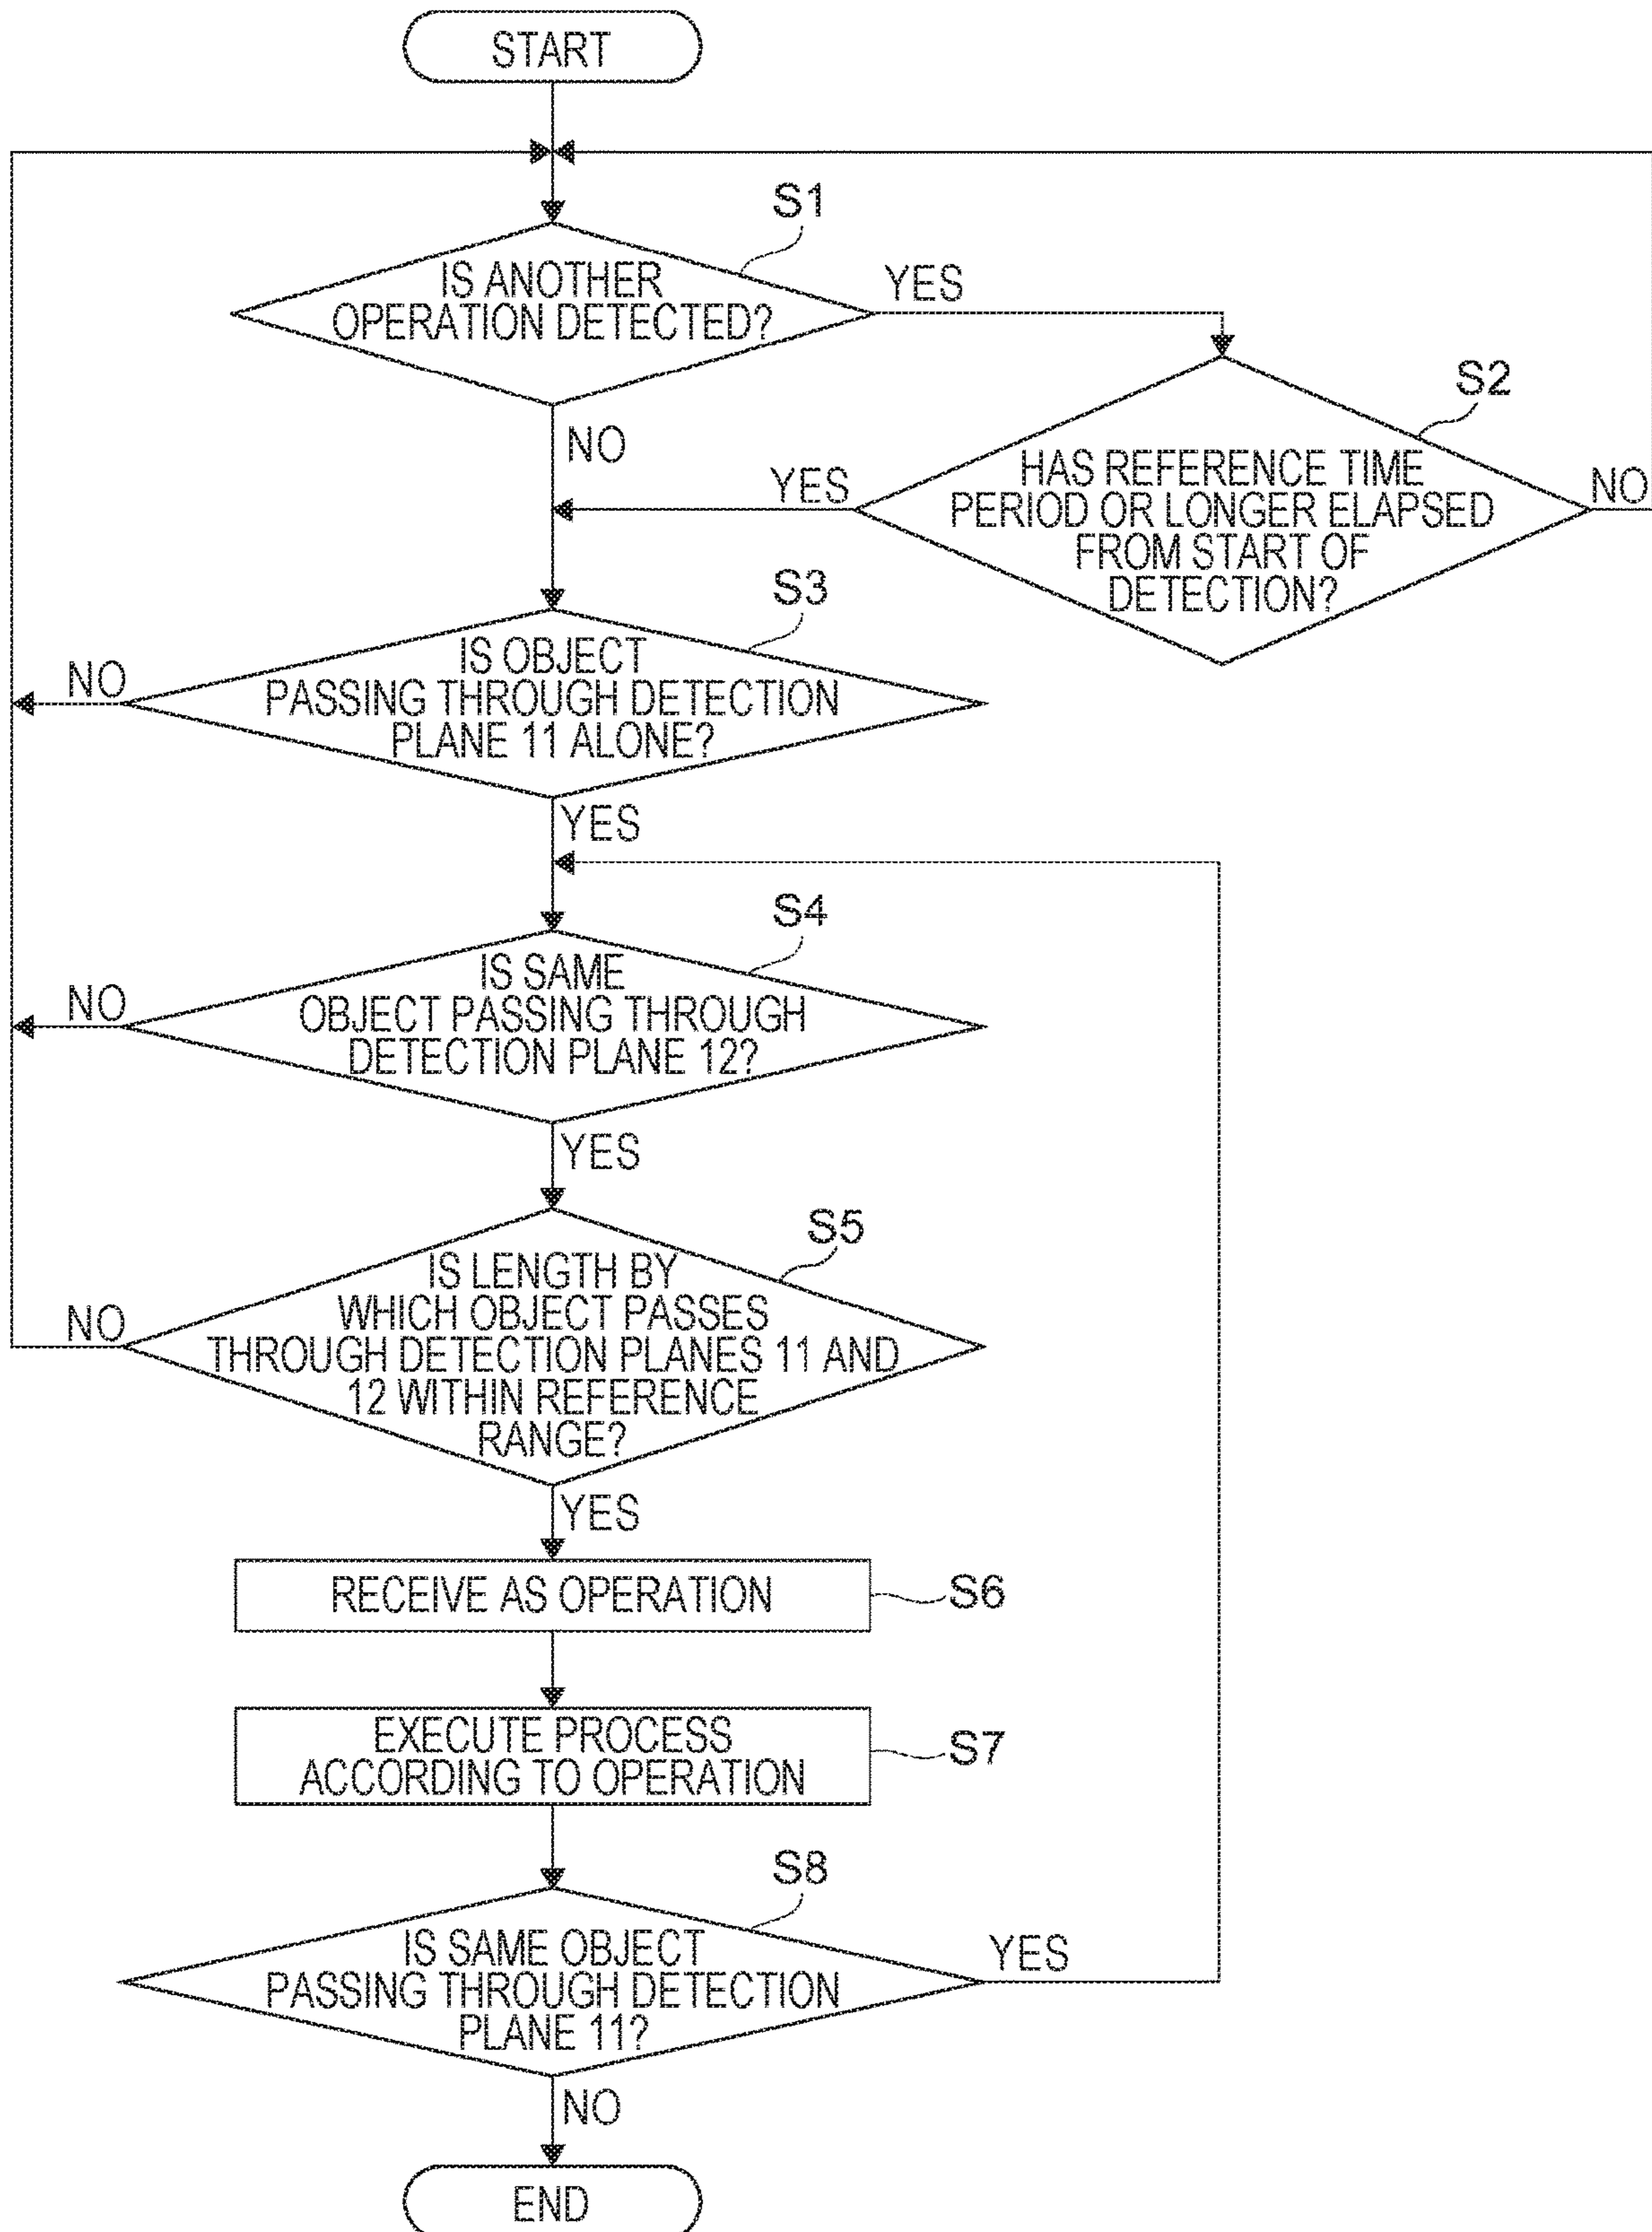 START
S1
IS ANOTHER
OPERATION DETECTED?
YES
NO
S2
HAS REFERENCE TIME
PERIOD OR LONGER ELAPSED
FROM START OF
DETECTION?
YES
NO
S3
IS OBJECT
PASSING THROUGH DETECTION
PLANE 11 ALONE?
NO
YES
S4
IS SAME
OBJECT PASSING THROUGH
DETECTION PLANE 12?
NO
YES
S5
IS LENGTH BY
WHICH OBJECT PASSES
THROUGH DETECTION PLANES 11 AND
12 WITHIN REFERENCE
RANGE?
NO
YES
RECEIVE AS OPERATION
S6
EXECUTE PROCESS
ACCORDING TO OPERATION
S7
S8
IS SAME OBJECT
PASSING THROUGH DETECTION
PLANE 11?
YES
NO
END